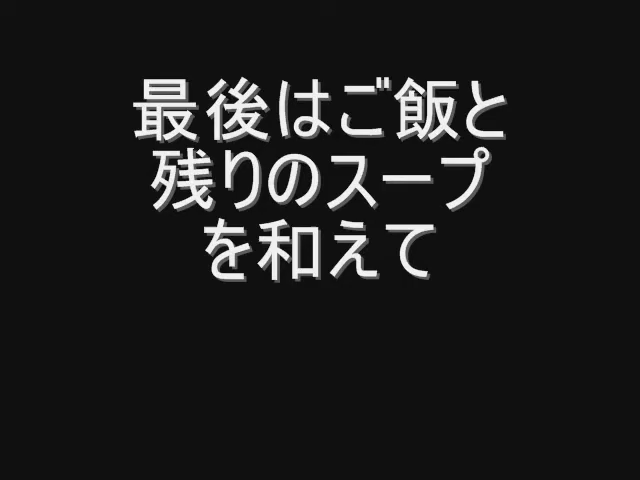 最後はご飯と
残りのスープ
を和えて